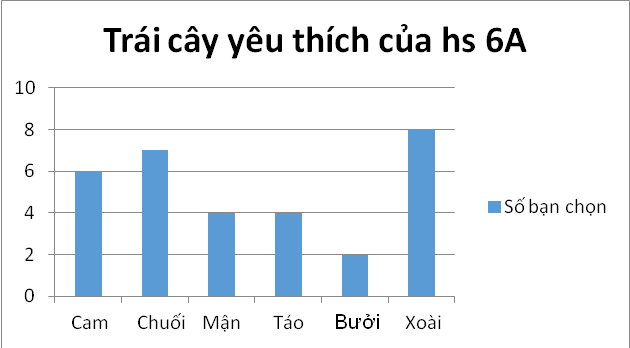 Trái cây yêu thích của hs 6A
10
8
6
4
2
0
Cam Chuối Mận Táo Bưởi Xoài
Số bạn chọn